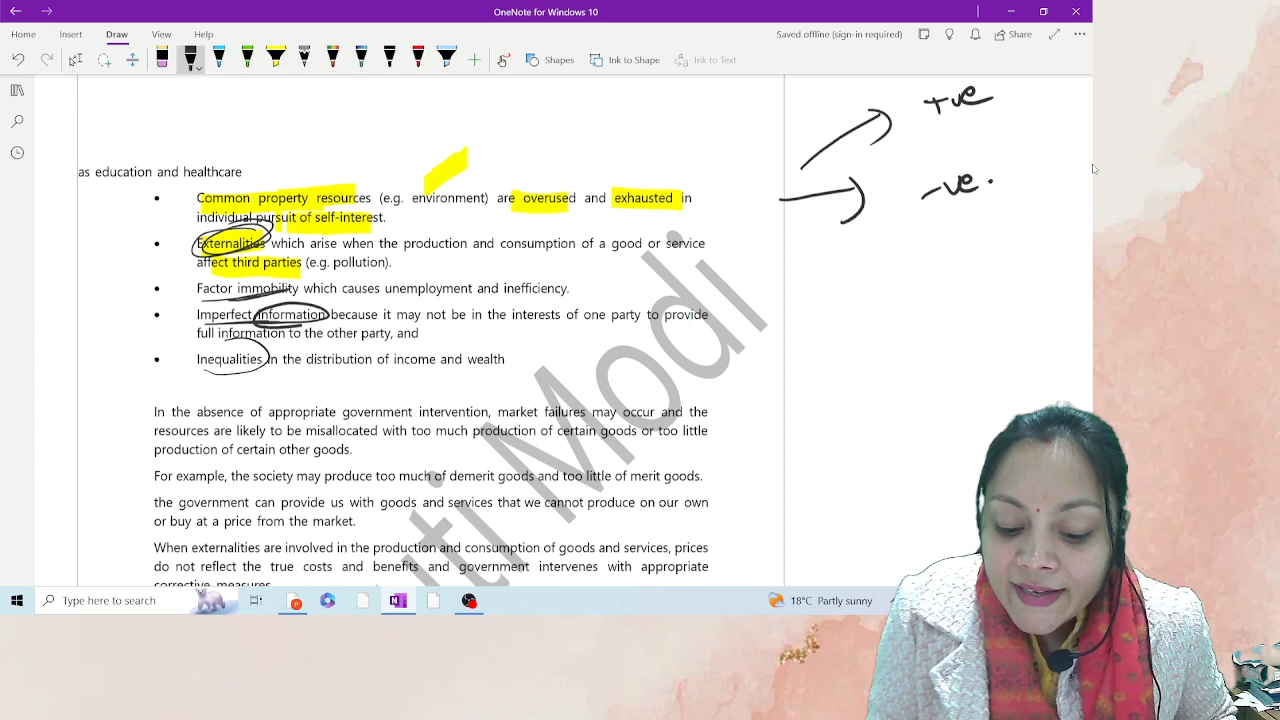 OneNote for Windows 10
Home Insert Draw View Help Saved offline (sign-in required) Share
Shapes Ink to Shape Ink to Text
+ve
-ve.
as education and healthcare
• Common property resources (e.g. environment) are overused and exhausted in
individual pursuit of self-interest.
• Externalities which arise when the production and consumption of a good or service
affect third parties (e.g. pollution).
• Factor immobility which causes unemployment and inefficiency.
• Imperfect information because it may not be in the interests of one party to provide
full information to the other party, and
• Inequalities in the distribution of income and wealth
In the absence of appropriate government intervention, market failures may occur and the
resources are likely to be misallocated with too much production of certain goods or too little
production of certain other goods.
For example, the society may produce too much of demerit goods and too little of merit goods.
the government can provide us with goods and services that we cannot produce on our own
or buy at a price from the market.
When externalities are involved in the production and consumption of goods and services, prices
do not reflect the true costs and benefits and government intervenes with appropriate
corrective measures
uti Modi
Type here to search
18°C Partly sunny